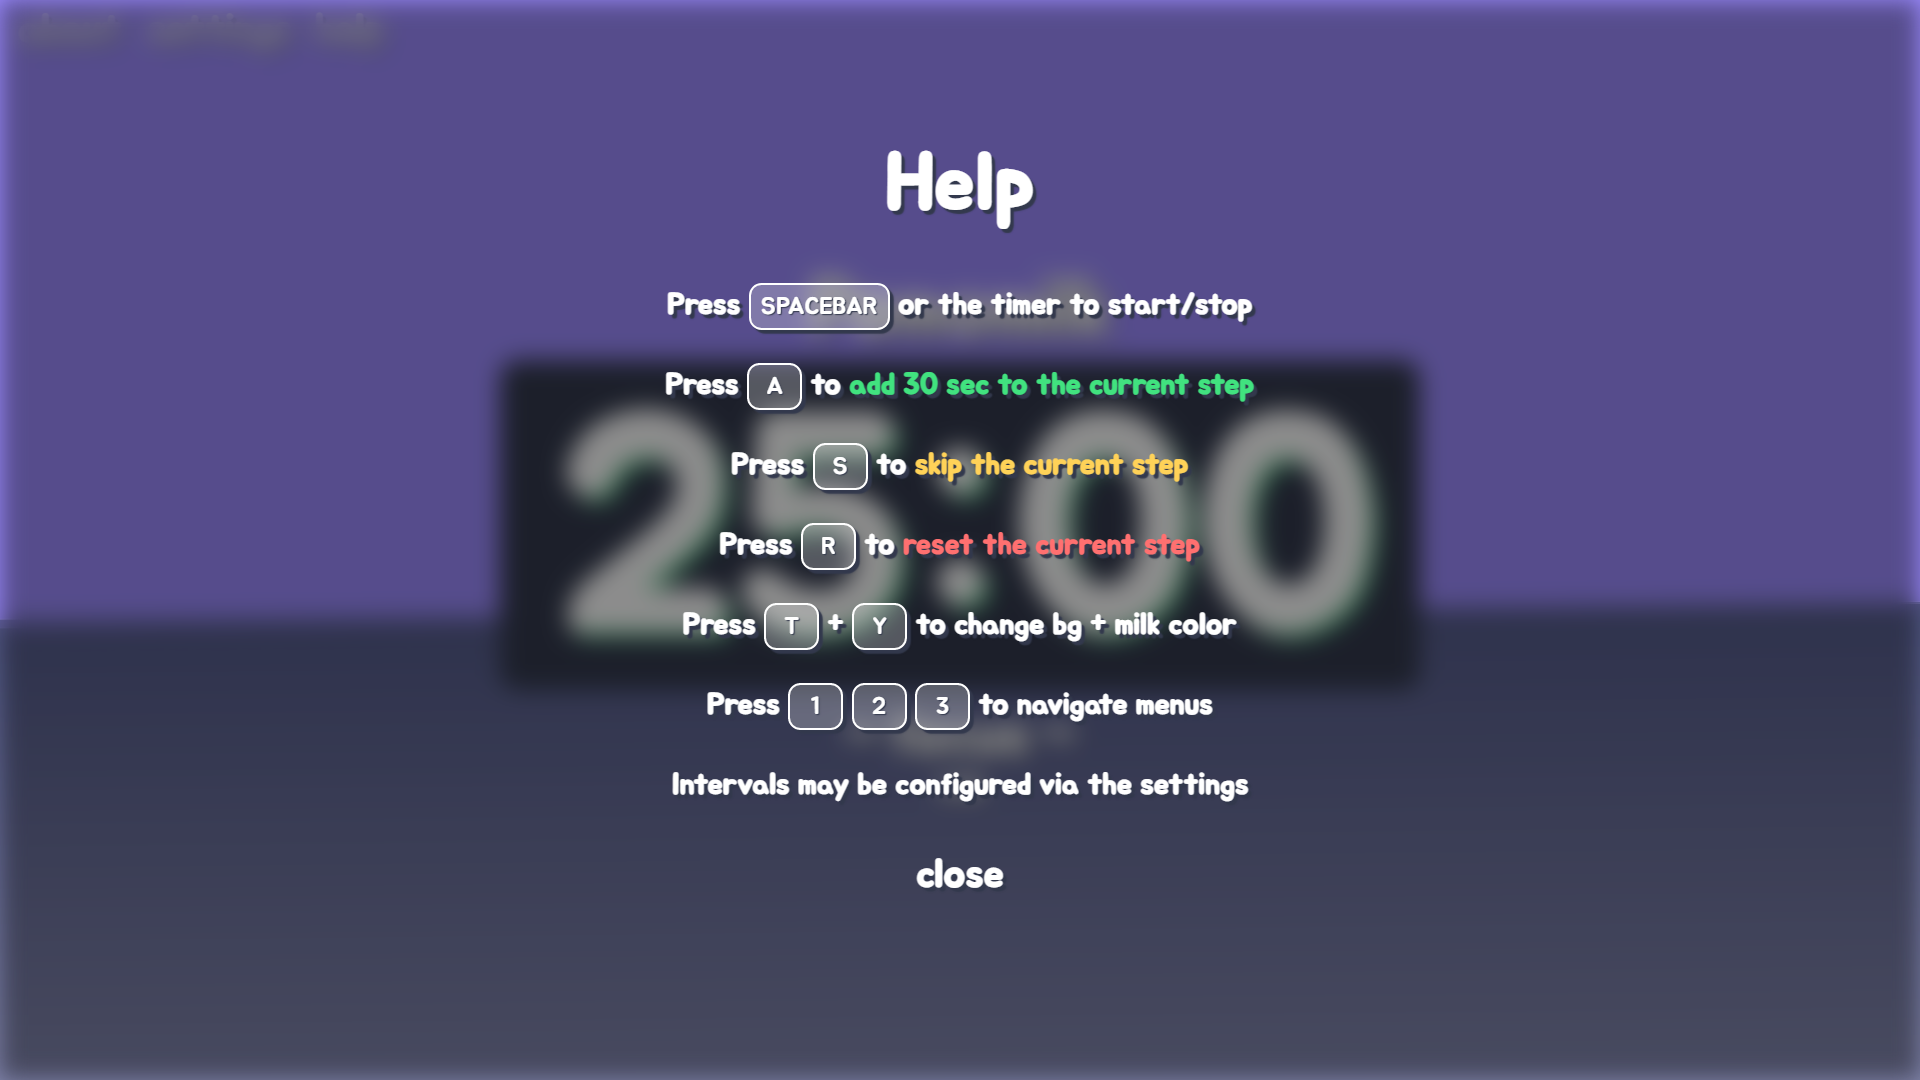 Help
Press SPACEBAR or the timer to start/stop
Press A to add 30 sec to the current step
Press S to skip the current step
Press R to reset the current step
Press T + Y to change bg + milk color
Press 1 2 3 to navigate menus
Intervals may be configured via the settings
close
25:00